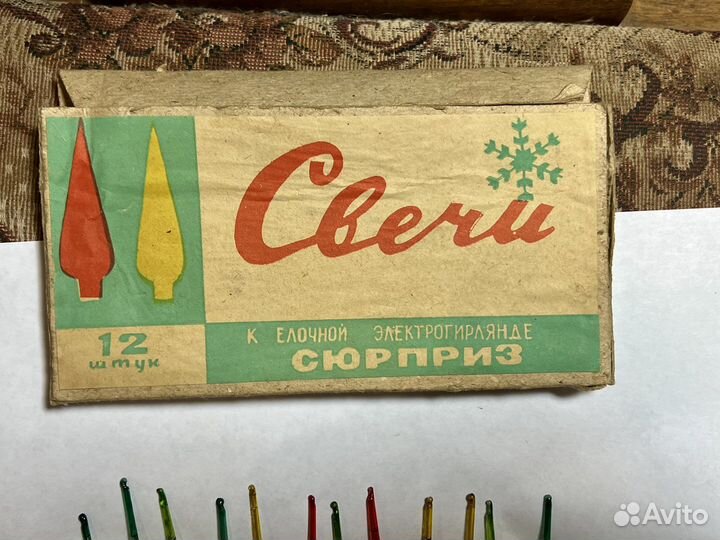 Свечи
12
штук
К ЕЛОЧНОЙ ЭЛЕКТРОГИРЛЯНДЕ
СЮРПРИЗ
Avito